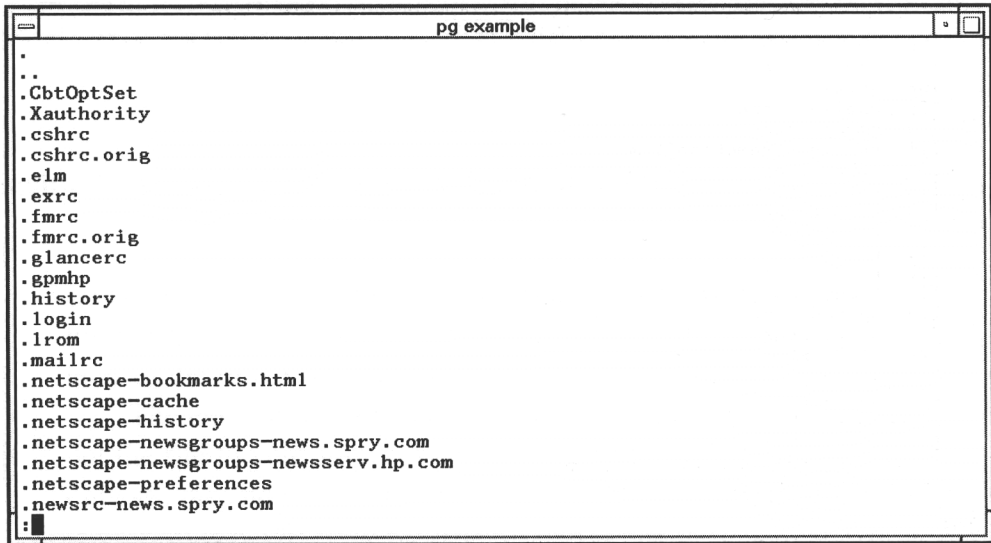 pg example
.
..
.CbtOptSet
.Xauthority
.cshrc
.cshrc.orig
.elm
.exrc
.fmrc
.fmrc.orig
.glancerc
.gpmhp
.history
.login
.lrom
.mailrc
.netscape-bookmarks.html
.netscape-cache
.netscape-history
.netscape-newsgroups-news.spry.com
.netscape-newsgroups-newsserv.hp.com
.netscape-preferences
.newsrc-news.spry.com
: